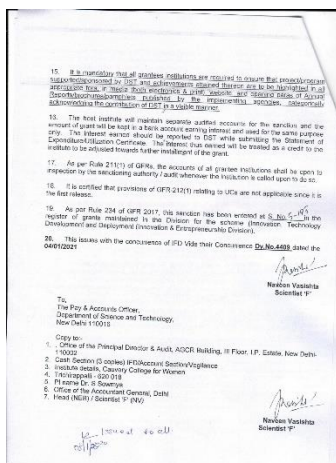 15. It is mandatory that all grantees institutions are required to ensure that project/program
supported/sponsored by DST and achievements attained thereon are to be highlighted in all
appropriate fora, in media (both electronics & print), website, and opening pages of Annual
Reports/brochures/pamphlets published by the implementing agencies, categorically
acknowledging the contribution of DST in a visible manner.
16. The host institute will maintain separate audited accounts for the sanction and the
amount of grant will be kept in a bank account earning interest and used for the same purpose
only. The interest earned should be reported to DST while submitting the Statement of
Expenditure/Utilization Certificate. The interest thus earned will be treated as a credit to the
institute to be adjusted towards further installment of the grant.
17. As per Rule 211(1) of GFRs, the accounts of all grantee institutions shall be open to
inspection by the sanctioning authority / audit whenever the institution is called upon to do so.
18. It is certified that provisions of GFR 212(1) relating to UCs are not applicable since it is
the first release.
19. As per Rule 234 of GFR 2017, this sanction has been entered at S. No. in the
register of grants maintained in the Division for the scheme (Innovation, Technology
Development and Deployment (Innovation & Entrepreneurship Division).
20. This issues with the concurrence of IFD Vide their Concurrence Dy.No.4409 dated the
04/01/2021
Naveen Vasishta
Scientist 'F'
To,
The Pay & Accounts Officer,
Department of Science and Technology,
New Delhi 110016
Copy to:-
1. Office of the Principal Director & Audit, AGCR Building, III Floor, I.P. Estate, New Delhi-
110002
2. Cash Section (3 copies) IFD/Account Section/Vigilance
3. Institute details, Cauvery College for Women
4. Trichirappalli - 620 018
5. PI name Dr. S Sowmya
6. Office of the Accountant General, Delhi
7. Head (NEB) / Scientist 'F' (NV)
Naveen Vasishta
Scientist 'F'
Issued to all